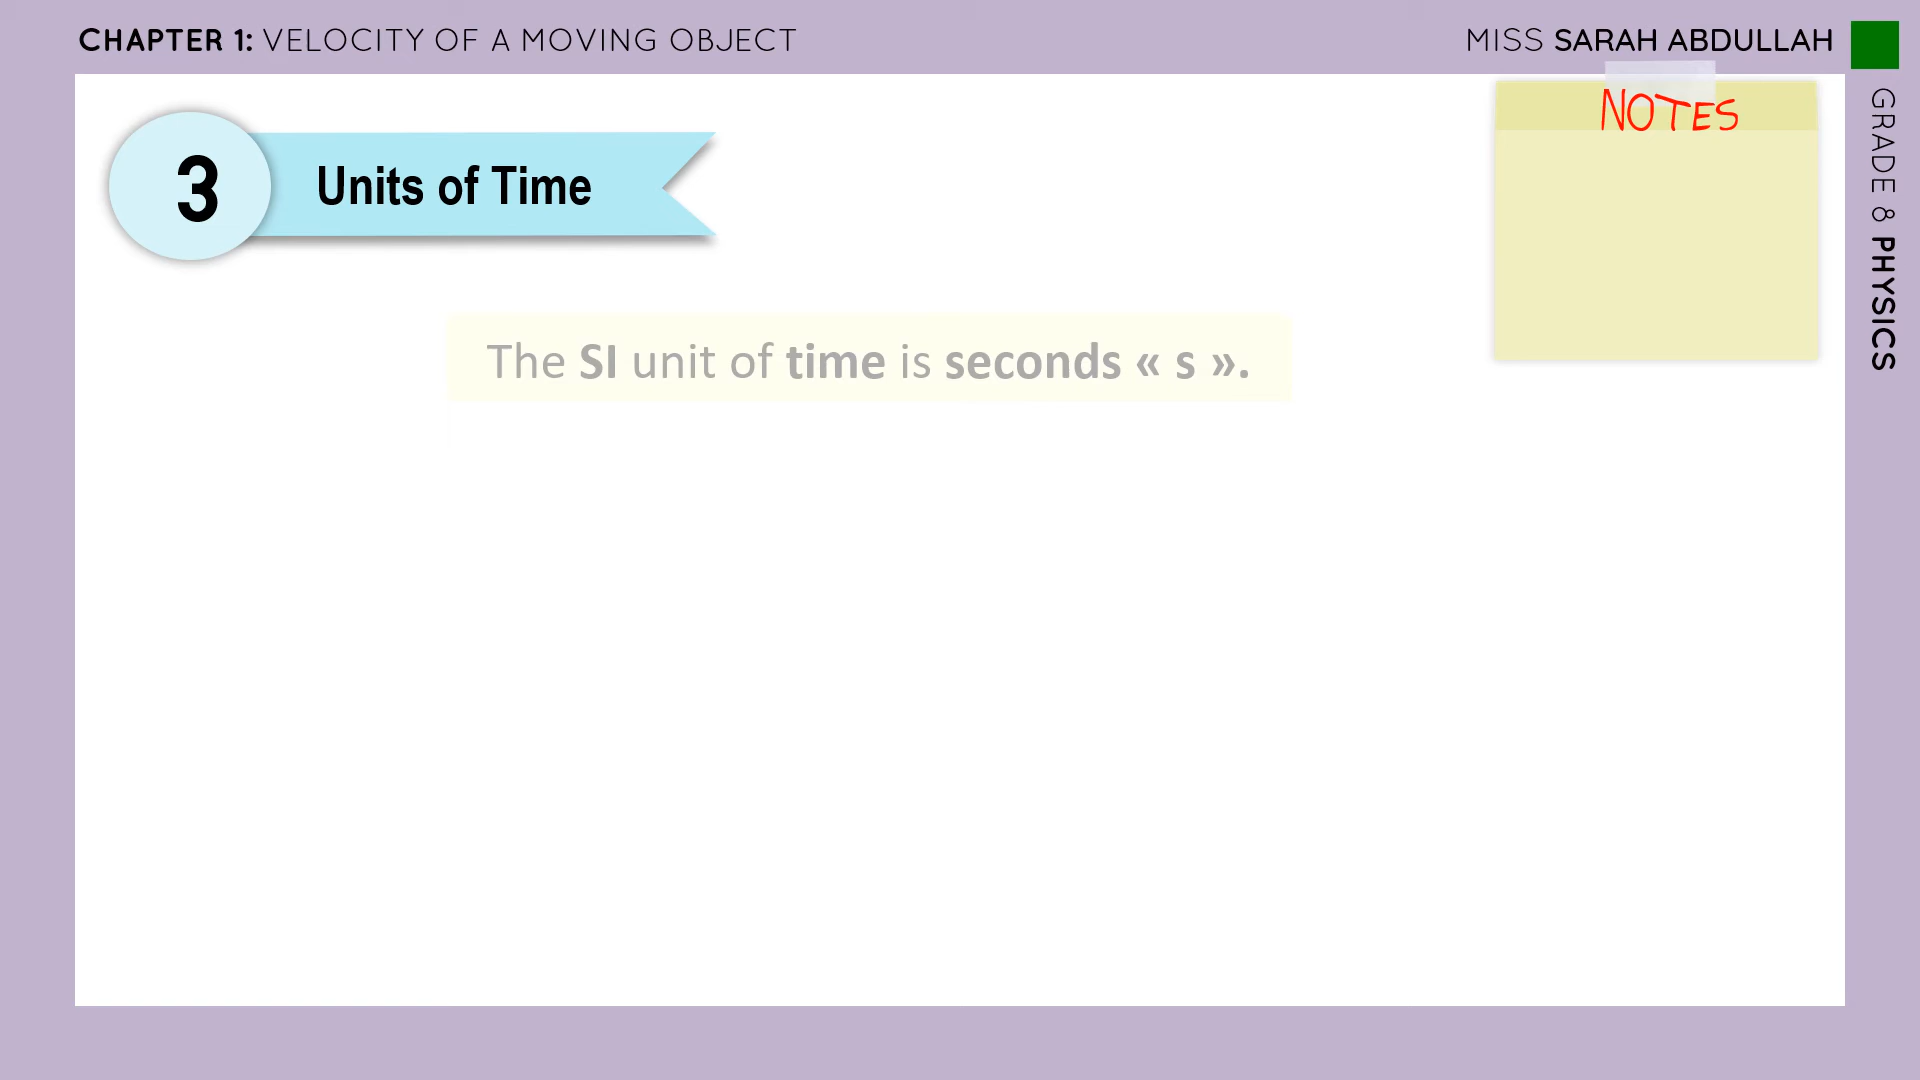 CHAPTER 1: VELOCITY OF A MOVING OBJECT
MISS SARAH ABDULLAH
GRADE 8 PHYSICS
NOTES
3
Units of Time
The SI unit of time is seconds « s ».